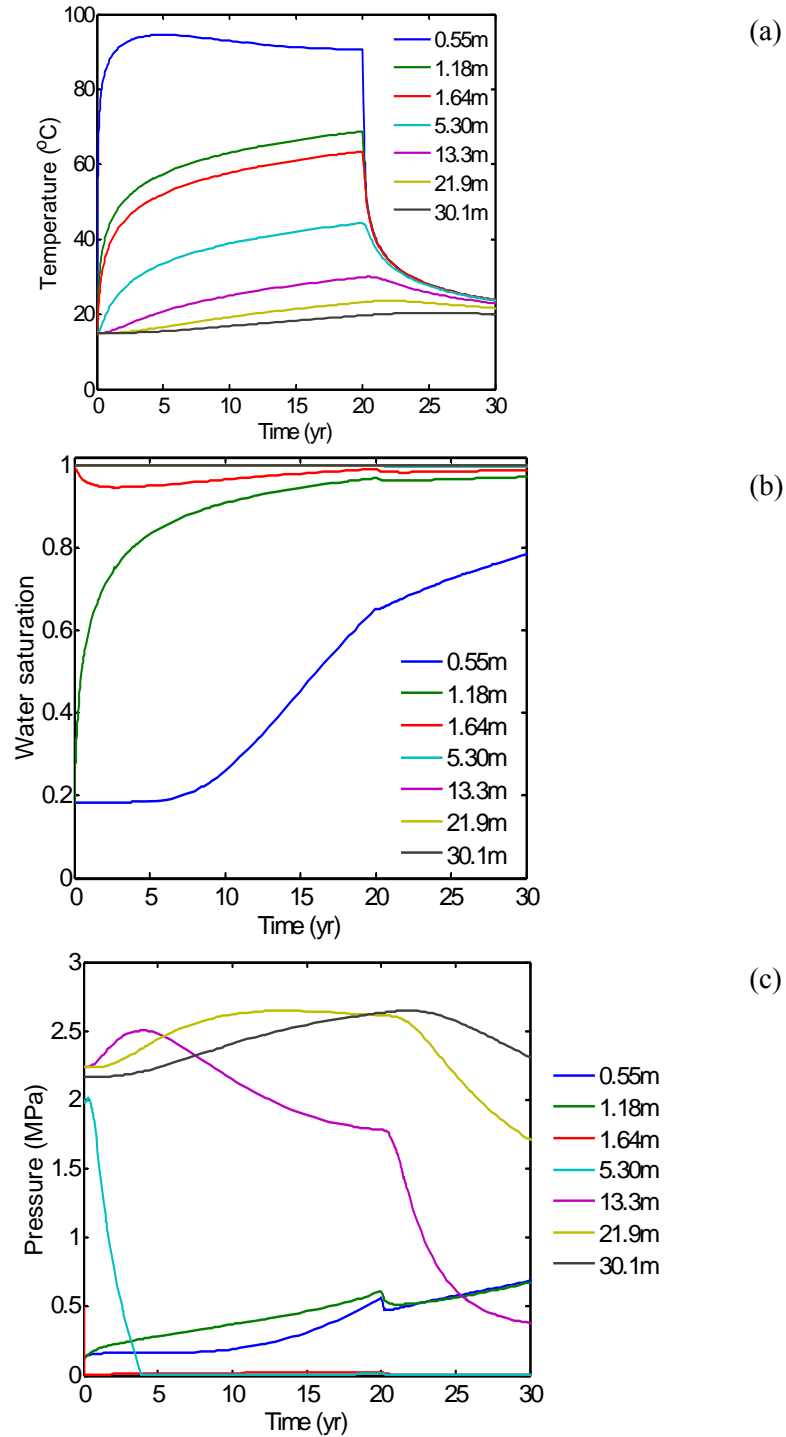 (a)
100
80
60
40
20
0
Temperature (⁰C)
0.55m
1.18m
1.64m
5.30m
13.3m
21.9m
30.1m
0 5 10 15 20 25 30
Time (yr)
(b)
1
0.8
0.6
0.4
0.2
0
Water saturation
0.55m
1.18m
1.64m
5.30m
13.3m
21.9m
30.1m
0 5 10 15 20 25 30
Time (yr)
(c)
3
2.5
2
1.5
1
0.5
0
Pressure (MPa)
0.55m
1.18m
1.64m
5.30m
13.3m
21.9m
30.1m
0 5 10 15 20 25 30
Time (yr)